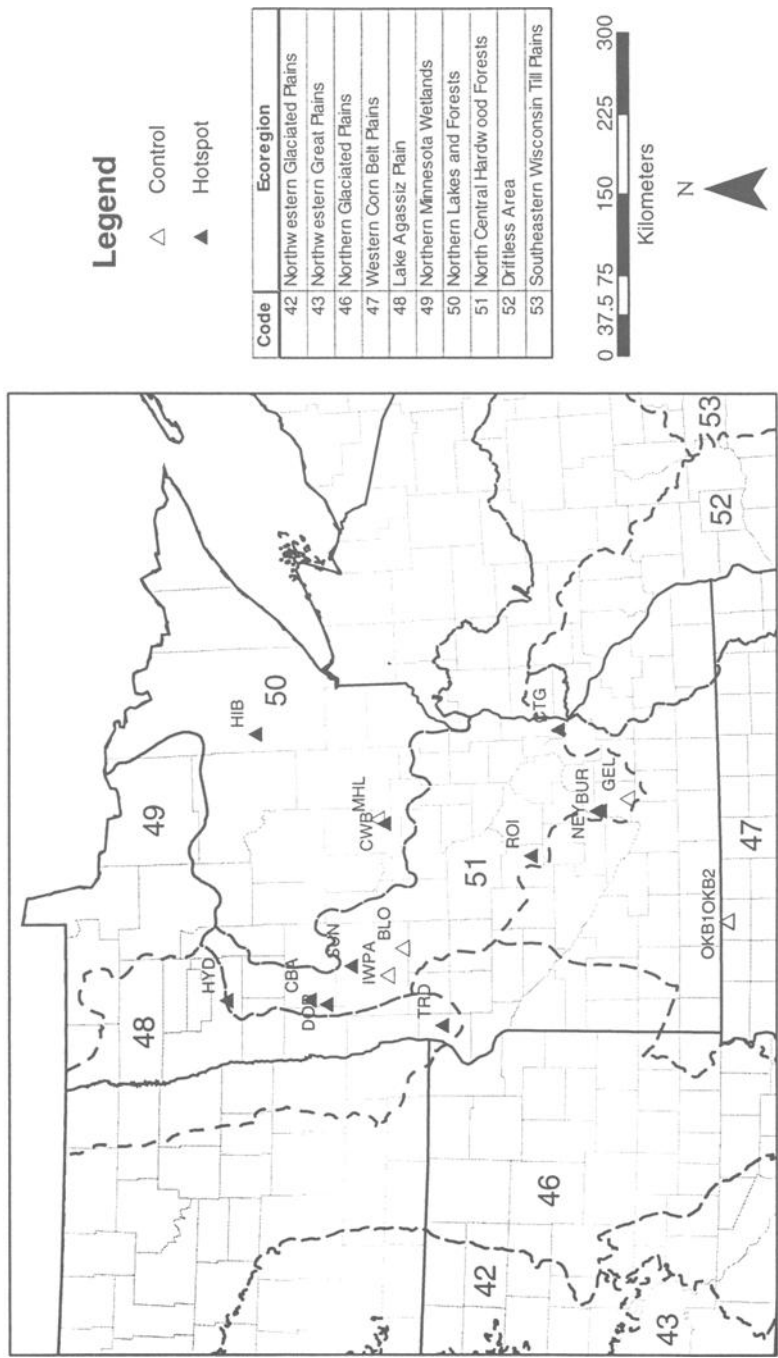 Legend
Control
Hotspot
Code Ecoregion
42 Northwestern Glaciated Plains
43 Northwestern Great Plains
46 Northern Glaciated Plains
47 Western Corn Belt Plains
48 Lake Agassiz Plain
49 Northern Minnesota Wetlands
50 Northern Lakes and Forests
51 North Central Hardwood Forests
52 Driftless Area
53 Southeastern Wisconsin Till Plains
0 37.5 75 150 225 300
Kilometers
N
49
48
HYD
HIB
50
CBA
DOR
SUN
IWPA
BLO
CWB
MHL
TRD
51
ROI
CTG
NEY
BUR
GEL
46
42
43
OKB1
OKB2
47
52
53